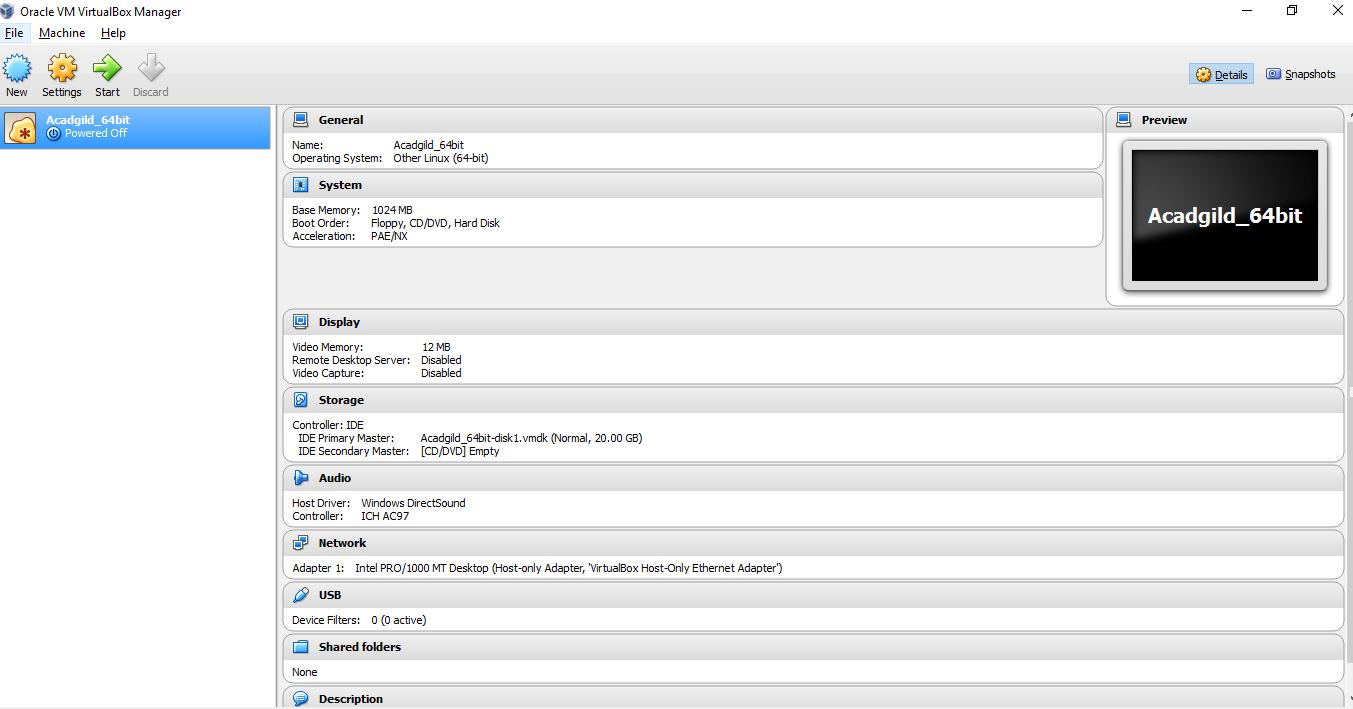 Oracle VM VirtualBox Manager
File Machine Help
New Settings Start Discard
Details Snapshots
Acadgild_64bit
Powered Off
General
Name: Acadgild_64bit
Operating System: Other Linux (64-bit)
System
Base Memory: 1024 MB
Boot Order: Floppy, CD/DVD, Hard Disk
Acceleration: PAE/NX
Preview
Acadgild_64bit
Display
Video Memory: 12 MB
Remote Desktop Server: Disabled
Video Capture: Disabled
Storage
Controller: IDE
IDE Primary Master: Acadgild_64bit-disk1.vmdk (Normal, 20.00 GB)
IDE Secondary Master: [CD/DVD] Empty
Audio
Host Driver: Windows DirectSound
Controller: ICH AC97
Network
Adapter 1: Intel PRO/1000 MT Desktop (Host-only Adapter, 'VirtualBox Host-Only Ethernet Adapter')
USB
Device Filters: 0 (0 active)
Shared folders
None
Description